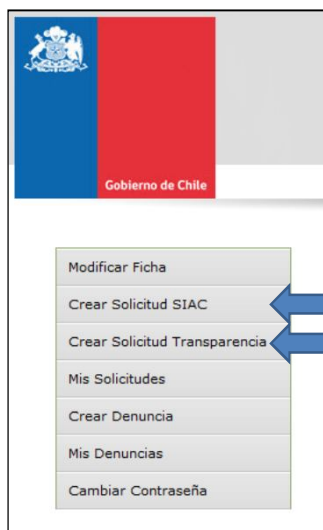 Gobierno de Chile
Modificar Ficha
Crear Solicitud SIAC
Crear Solicitud Transparencia
Mis Solicitudes
Crear Denuncia
Mis Denuncias
Cambiar Contraseña